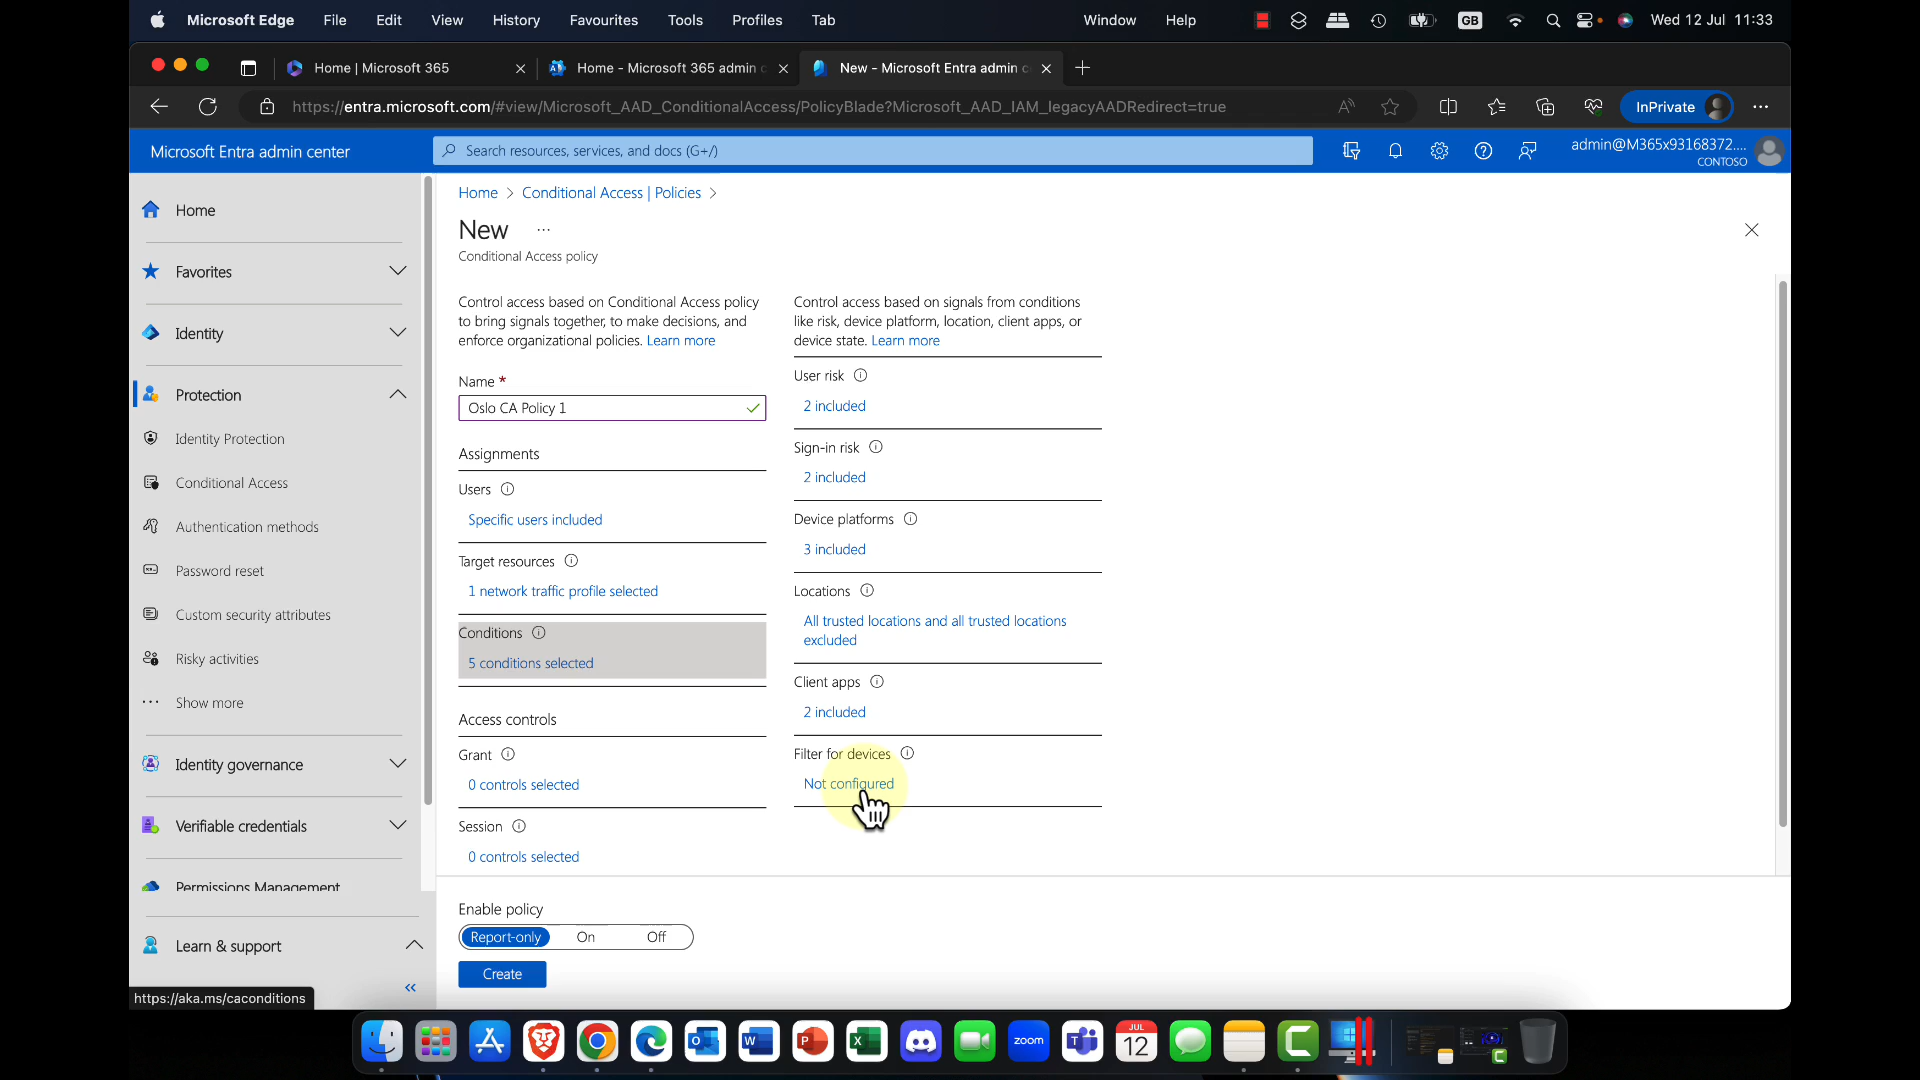 Microsoft Edge File Edit View History Favourites Tools Profiles Tab Window Help GB Wed 12 Jul 11:33
Home | Microsoft 365
Home - Microsoft 365 admin c
New - Microsoft Entra admin c
https://entra.microsoft.com/#view/Microsoft_AAD_ConditionalAccess/PolicyBlade?Microsoft_AAD_IAM_legacyAADRedirect=true
InPrivate
Microsoft Entra admin center
Search resources, services, and docs (G+/)
admin@M365x93168372....
CONTOSO
Home
Favorites
Identity
Protection
Identity Protection
Conditional Access
Authentication methods
Password reset
Custom security attributes
Risky activities
Show more
Identity governance
Verifiable credentials
Permissions Management
Learn & support
https://aka.ms/caconditions
Home > Conditional Access | Policies >
New ...
Conditional Access policy
Control access based on Conditional Access policy
to bring signals together, to make decisions, and
enforce organizational policies. Learn more
Name *
Oslo CA Policy 1
Assignments
Users
Specific users included
Target resources
1 network traffic profile selected
Conditions
5 conditions selected
Access controls
Grant
0 controls selected
Session
0 controls selected
Control access based on signals from conditions
like risk, device platform, location, client apps, or
device state. Learn more
User risk
2 included
Sign-in risk
2 included
Device platforms
3 included
Locations
All trusted locations and all trusted locations
excluded
Client apps
2 included
Filter for devices
Not configured
Enable policy
Report-only On Off
Create
zoom
JUL
12